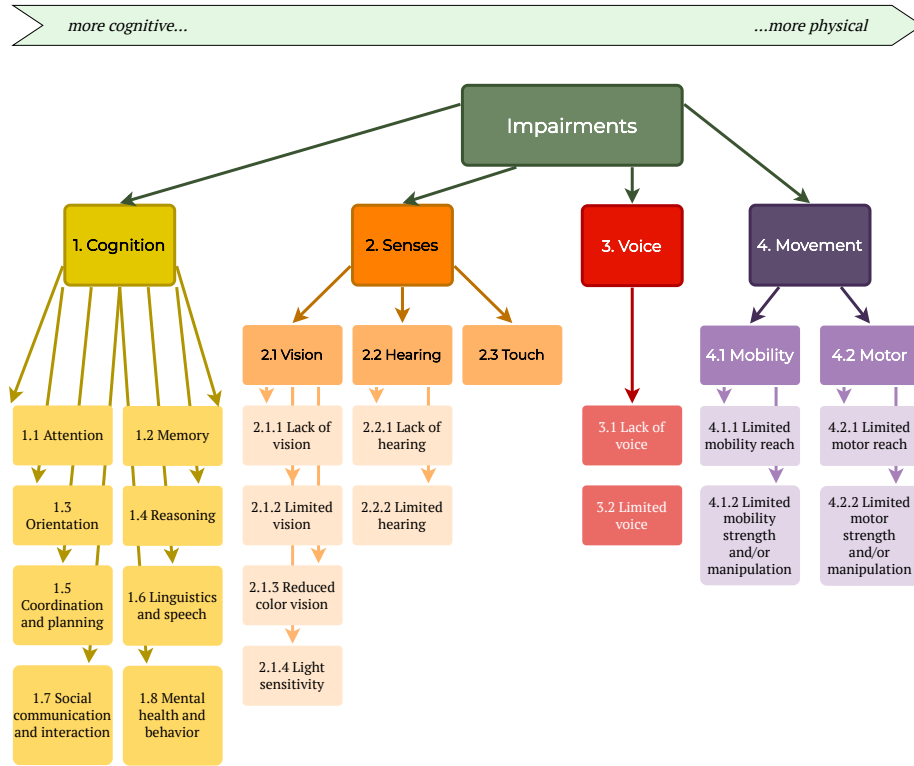 more cognitive...
...more physical
Impairments
1. Cognition
2. Senses
3. Voice
4. Movement
2.1 Vision
2.2 Hearing
2.3 Touch
4.1 Mobility
4.2 Motor
1.1 Attention
1.2 Memory
2.1.1 Lack of
vision
2.2.1 Lack of
hearing
3.1 Lack of
voice
4.1.1 Limited
mobility reach
4.2.1 Limited
motor reach
1.3
Orientation
1.4 Reasoning
2.1.2 Limited
vision
2.2.2 Limited
hearing
3.2 Limited
voice
4.1.2 Limited
mobility
strength
and/or
manipulation
4.2.2 Limited
motor strength
and/or
manipulation
1.5
Coordination
and planning
1.6 Linguistics
and speech
2.1.3 Reduced
color vision
2.1.4 Light
sensitivity
1.7 Social
communication
and interaction
1.8 Mental
health and
behavior